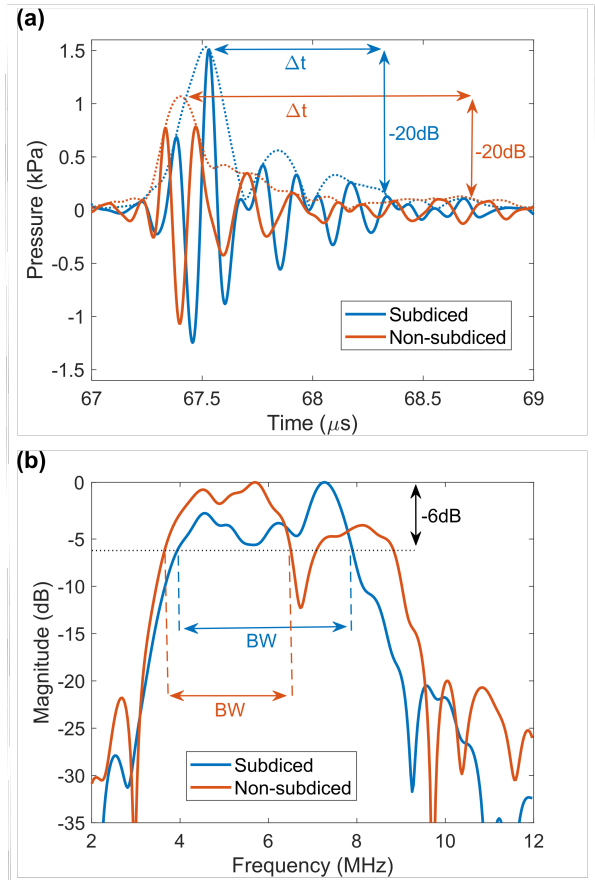 (a)
1.5
1
0.5
0
-0.5
-1
-1.5
Pressure (kPa)
Δt
Δt
-20dB
-20dB
Subdiced
Non-subdiced
67
67.5
68
68.5
69
Time (μs)
(b)
0
-5
-10
-15
-20
-25
-30
-35
Magnitude (dB)
-6dB
BW
BW
Subdiced
Non-subdiced
2
4
6
8
10
12
Frequency (MHz)